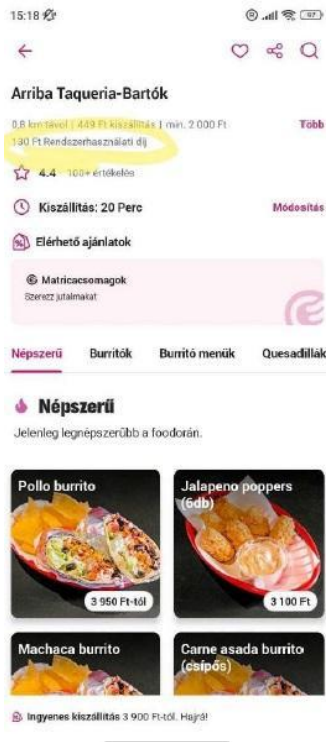 15:18
Arriba Taqueria-Bartók
0,8 km távol | 449 Ft kiszállítás | min. 2 000 Ft
Több
130 Ft Rendszerhasználati díj
4.4 100+ értékelés
Kiszállítás: 20 Perc
Módosítás
Elérhető ajánlatok
Matricacsomagok
Szerezz jutalmakat
Népszerű Burritók Burritó menük Quesadillák
Népszerű
Jelenleg legnépszerűbb a foodorán.
Pollo burrito
3 950 Ft-tól
Jalapeno poppers
(6db)
3 100 Ft
Machaca burrito
Carne asada burrito
(csípős)
Ingyenes kiszállítás 3 900 Ft-tól. Hajrá!